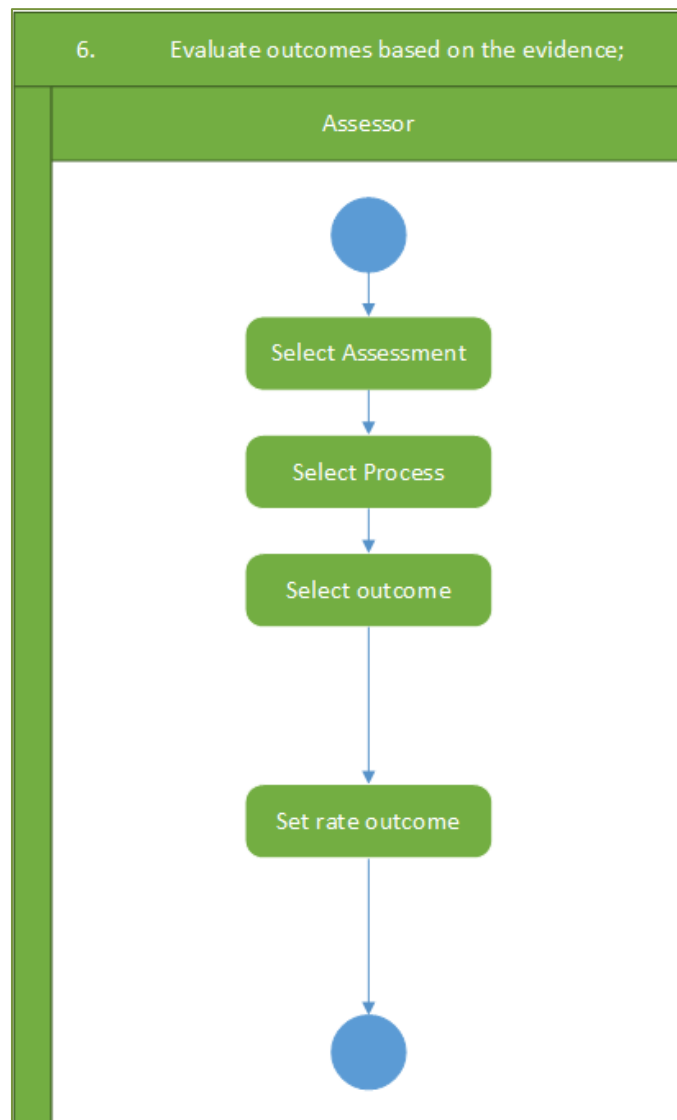 6. Evaluate outcomes based on the evidence;
Assessor
Select Assessment
Select Process
Select outcome
Set rate outcome